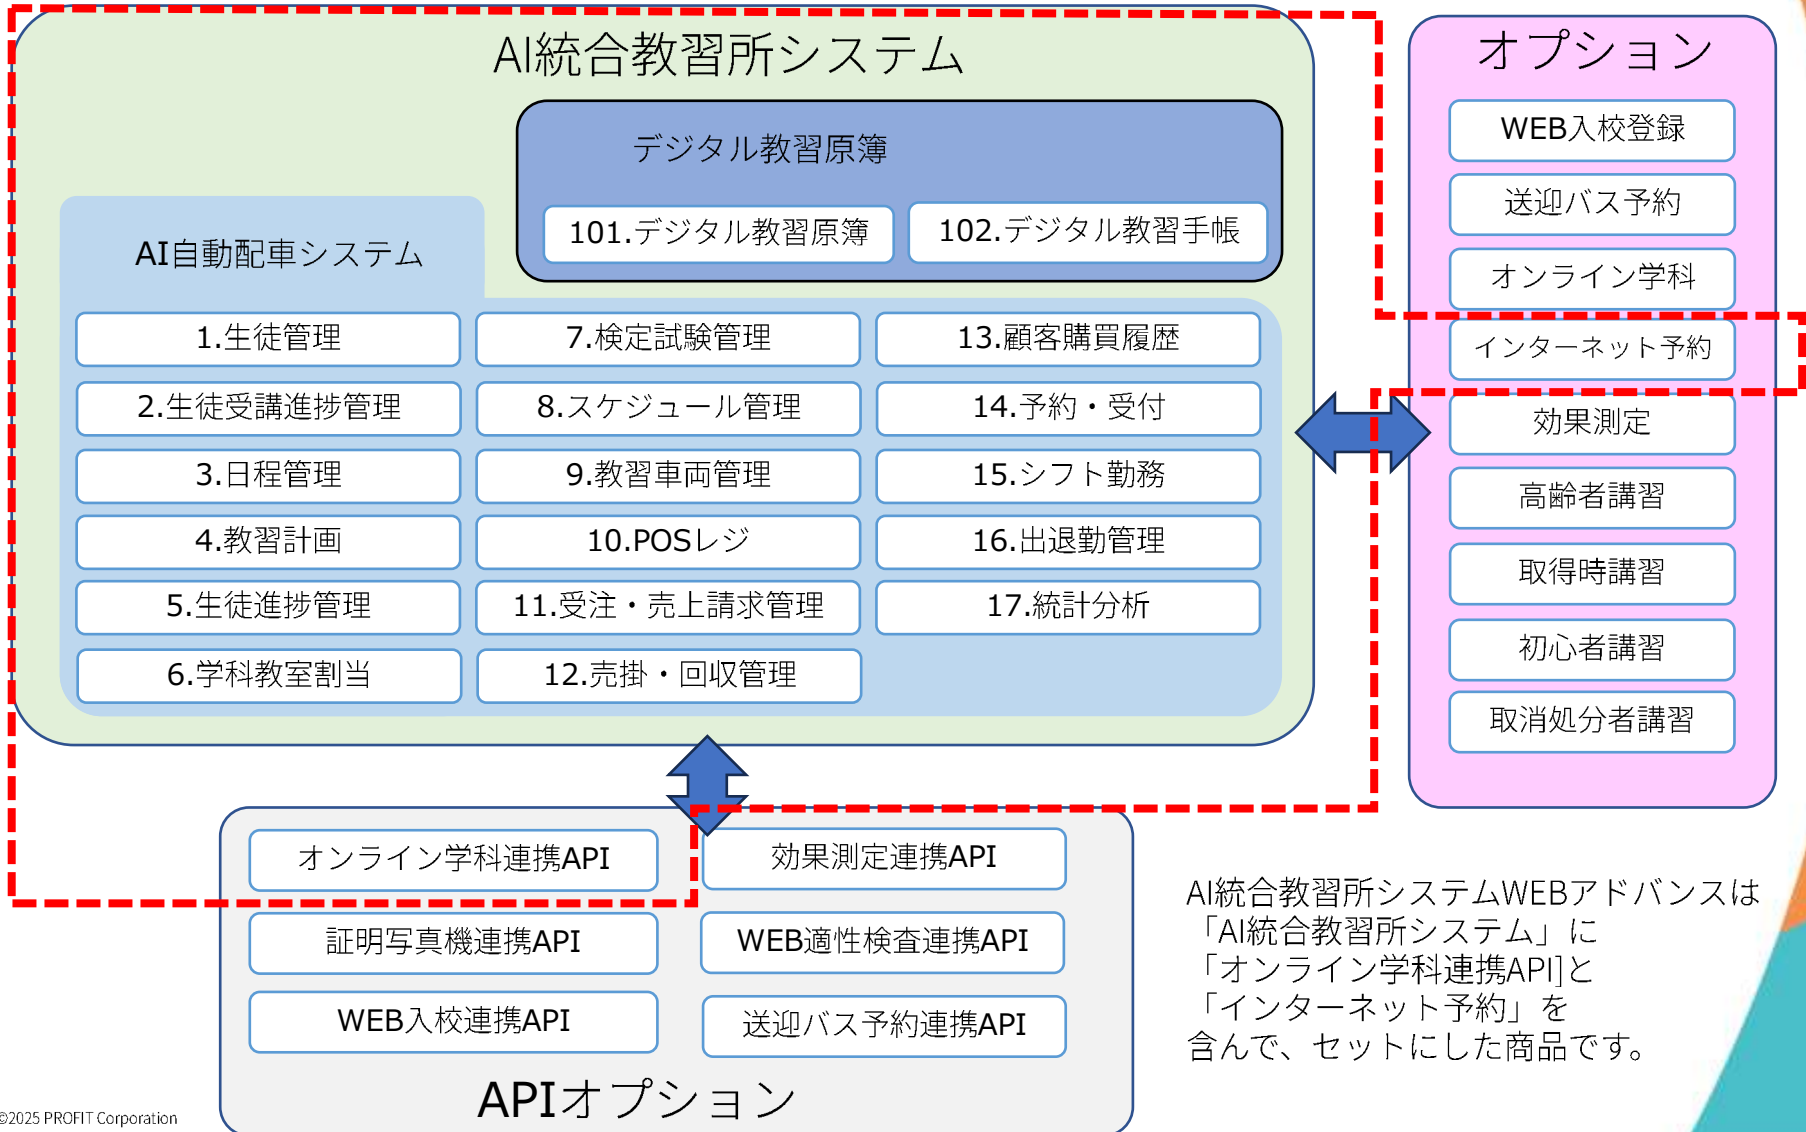 AI統合教習所システム
デジタル教習原簿
101.デジタル教習原簿
102.デジタル教習手帳
AI自動配車システム
1.生徒管理
2.生徒受講進捗管理
3.日程管理
4.教習計画
5.生徒進捗管理
6.学科教室割当
7.検定試験管理
8.スケジュール管理
9.教習車両管理
10.POSレジ
11.受注・売上請求管理
12.売掛・回収管理
13.顧客購買履歴
14.予約・受付
15.シフト勤務
16.出退勤管理
17.統計分析
オプション
WEB入校登録
送迎バス予約
オンライン学科
インターネット予約
効果測定
高齢者講習
取得時講習
初心者講習
取消処分者講習
オンライン学科連携API
証明写真機連携API
WEB入校連携API
効果測定連携API
WEB適性検査連携API
送迎バス予約連携API
APIオプション
AI統合教習所システムWEBアドバンスは
「AI統合教習所システム」に
「オンライン学科連携API]と
「インターネット予約」を
含んで、セットにした商品です。
©2025 PROFIT Corporation